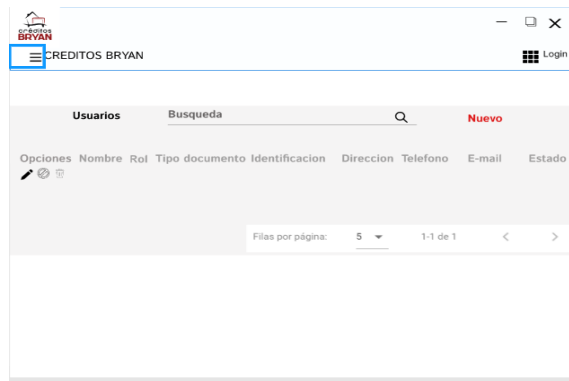 créditos
BRYAN
CREDITOS BRYAN
Login
Usuarios Busqueda Nuevo
Opciones Nombre Rol Tipo documento Identificacion Direccion Telefono E-mail Estado
Filas por página: 5 1-1 de 1